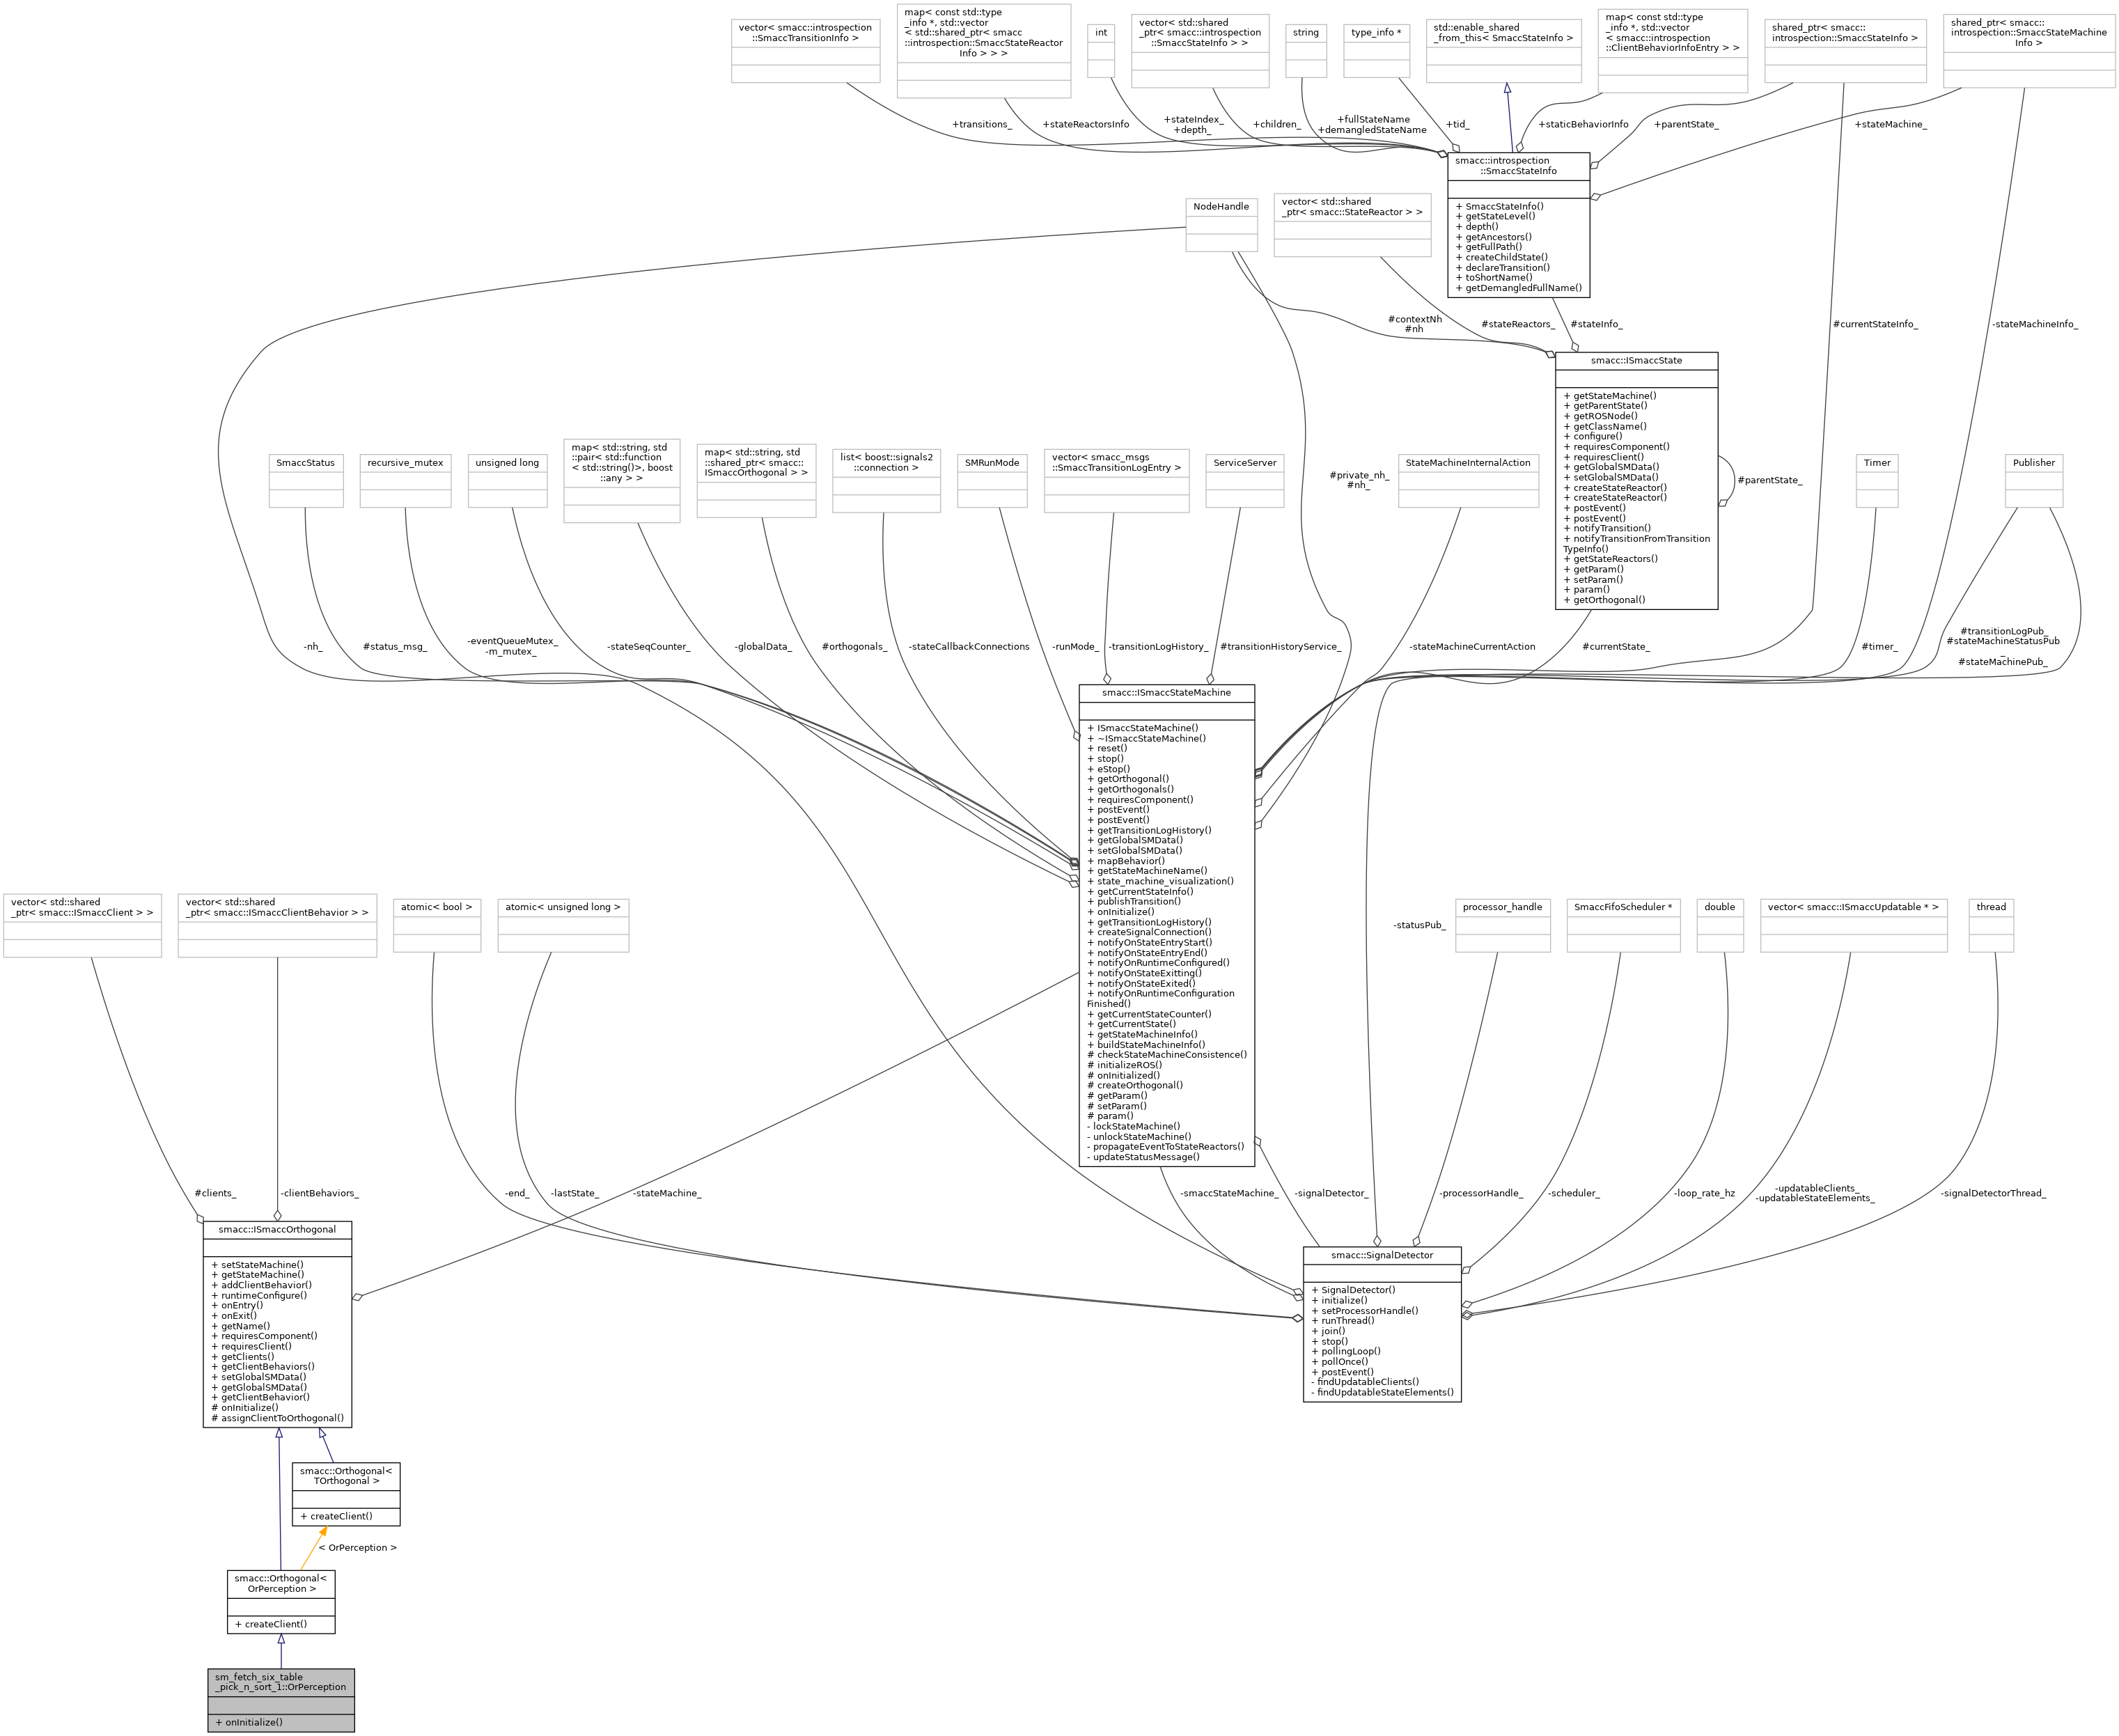 vector< smacc::introspection
::SmaccTransitionInfo >
map< const std::type
_info *, std::vector
< std::shared_ptr< smacc
::introspection::SmaccStateReactor
Info > > >
int
vector< std::shared
_ptr< smacc::introspection
::SmaccStateInfo > >
string
type_info *
std::enable_shared
_from_this< SmaccStateInfo >
map< const std::type
_info *, std::vector
< smacc::introspection
::ClientBehaviorInfoEntry > >
shared_ptr< smacc::
introspection::SmaccStateInfo >
shared_ptr< smacc::
introspection::SmaccStateMachine
Info >
+transitions_
+stateReactorsInfo
+stateIndex_
+depth_
+children_
+fullStateName
+demangledStateName
+tid_
+staticBehaviorInfo
+parentState_
+stateMachine_
smacc::introspection
::SmaccStateInfo
+ SmaccStateInfo()
+ getStateLevel()
+ depth()
+ getAncestors()
+ getFullPath()
+ createChildState()
+ declareTransition()
+ toShortName()
+ getDemangledFullName()
NodeHandle
vector< std::shared
_ptr< smacc::StateReactor > >
#contextNh
#nh
#stateReactors_
#stateInfo_
#currentStateInfo_
-stateMachineInfo_
smacc::ISmaccState
+ getStateMachine()
+ getParentState()
+ getROSNode()
+ getClassName()
+ configure()
+ requiresComponent()
+ requiresClient()
+ getGlobalSMData()
+ setGlobalSMData()
+ createStateReactor()
+ createStateReactor()
+ postEvent()
+ postEvent()
+ notifyTransition()
+ notifyTransitionFromTransition
TypeInfo()
+ getStateReactors()
+ getParam()
+ setParam()
+ param()
+ getOrthogonal()
#parentState_
SmaccStatus
recursive_mutex
unsigned long
map< std::string, std
::pair< std::function
< std::string()>, boost
::any > >
map< std::string, std
::shared_ptr< smacc::
ISmaccOrthogonal > >
list< boost::signals2
::connection >
SMRunMode
vector< smacc_msgs
::SmaccTransitionLogEntry >
ServiceServer
#private_nh_
#nh_
StateMachineInternalAction
Timer
Publisher
-nh_
#status_msg_
-eventQueueMutex_
-m_mutex_
-stateSeqCounter_
-globalData_
#orthogonals_
-stateCallbackConnections
-runMode_
-transitionLogHistory_
#transitionHistoryService_
-stateMachineCurrentAction
#currentState_
#timer_
#transitionLogPub_
#stateMachineStatusPub
_
#stateMachinePub_
smacc::ISmaccStateMachine
+ ISmaccStateMachine()
+ ~ISmaccStateMachine()
+ reset()
+ stop()
+ eStop()
+ getOrthogonal()
+ getOrthogonals()
+ requiresComponent()
+ postEvent()
+ postEvent()
+ getTransitionLogHistory()
+ getGlobalSMData()
+ setGlobalSMData()
+ mapBehavior()
+ getStateMachineName()
+ state_machine_visualization()
+ getCurrentStateInfo()
+ publishTransition()
+ onInitialize()
+ getTransitionLogHistory()
+ createSignalConnection()
+ notifyOnStateEntryStart()
+ notifyOnStateEntryEnd()
+ notifyOnRuntimeConfigured()
+ notifyOnStateExitting()
+ notifyOnStateExited()
+ notifyOnRuntimeConfiguration
Finished()
+ getCurrentStateCounter()
+ getCurrentState()
+ getStateMachineInfo()
+ buildStateMachineInfo()
# checkStateMachineConsistence()
# initializeROS()
# onInitialized()
# createOrthogonal()
# getParam()
# setParam()
# param()
- lockStateMachine()
- unlockStateMachine()
- propagateEventToStateReactors()
- updateStatusMessage()
vector< std::shared
_ptr< smacc::ISmaccClient > >
vector< std::shared
_ptr< smacc::ISmaccClientBehavior > >
atomic< bool >
atomic< unsigned long >
-statusPub_
processor_handle
SmaccFifoScheduler *
double
vector< smacc::ISmaccUpdatable * >
thread
#clients_
-clientBehaviors_
-end_
-lastState_
-stateMachine_
-smaccStateMachine_
-signalDetector_
-processorHandle_
-scheduler_
-loop_rate_hz
-updatableClients_
-updatableStateElements_
-signalDetectorThread_
smacc::ISmaccOrthogonal
+ setStateMachine()
+ getStateMachine()
+ addClientBehavior()
+ runtimeConfigure()
+ onEntry()
+ onExit()
+ getName()
+ requiresComponent()
+ requiresClient()
+ getClients()
+ getClientBehaviors()
+ setGlobalSMData()
+ getGlobalSMData()
+ getClientBehavior()
# onInitialize()
# assignClientToOrthogonal()
smacc::SignalDetector
+ SignalDetector()
+ initialize()
+ setProcessorHandle()
+ runThread()
+ join()
+ stop()
+ pollingLoop()
+ pollOnce()
+ postEvent()
- findUpdatableClients()
- findUpdatableStateElements()
smacc::Orthogonal<
TOrthogonal >
+ createClient()
< OrPerception >
smacc::Orthogonal<
OrPerception >
+ createClient()
sm_fetch_six_table
_pick_n_sort_1::OrPerception
+ onInitialize()